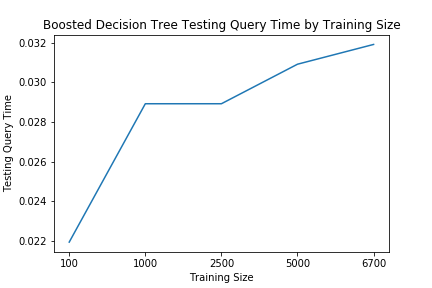 Boosted Decision Tree Testing Query Time by Training Size
0.032
0.030
0.028
0.026
0.024
0.022
Testing Query Time
100 1000 2500 5000 6700
Training Size